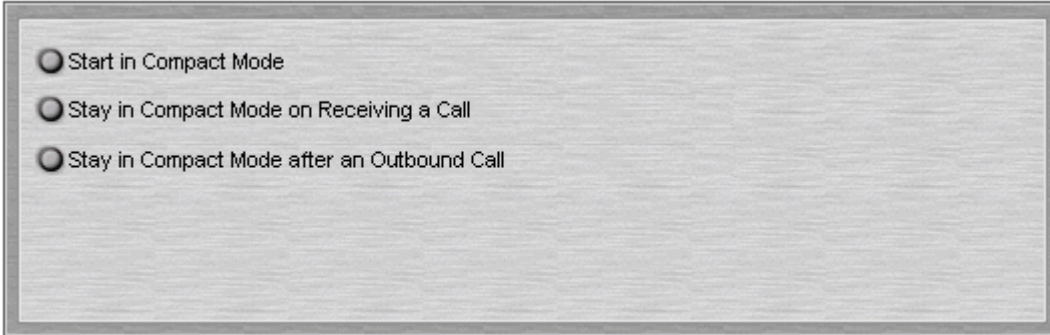 Start in Compact Mode
Stay in Compact Mode on Receiving a Call
Stay in Compact Mode after an Outbound Call